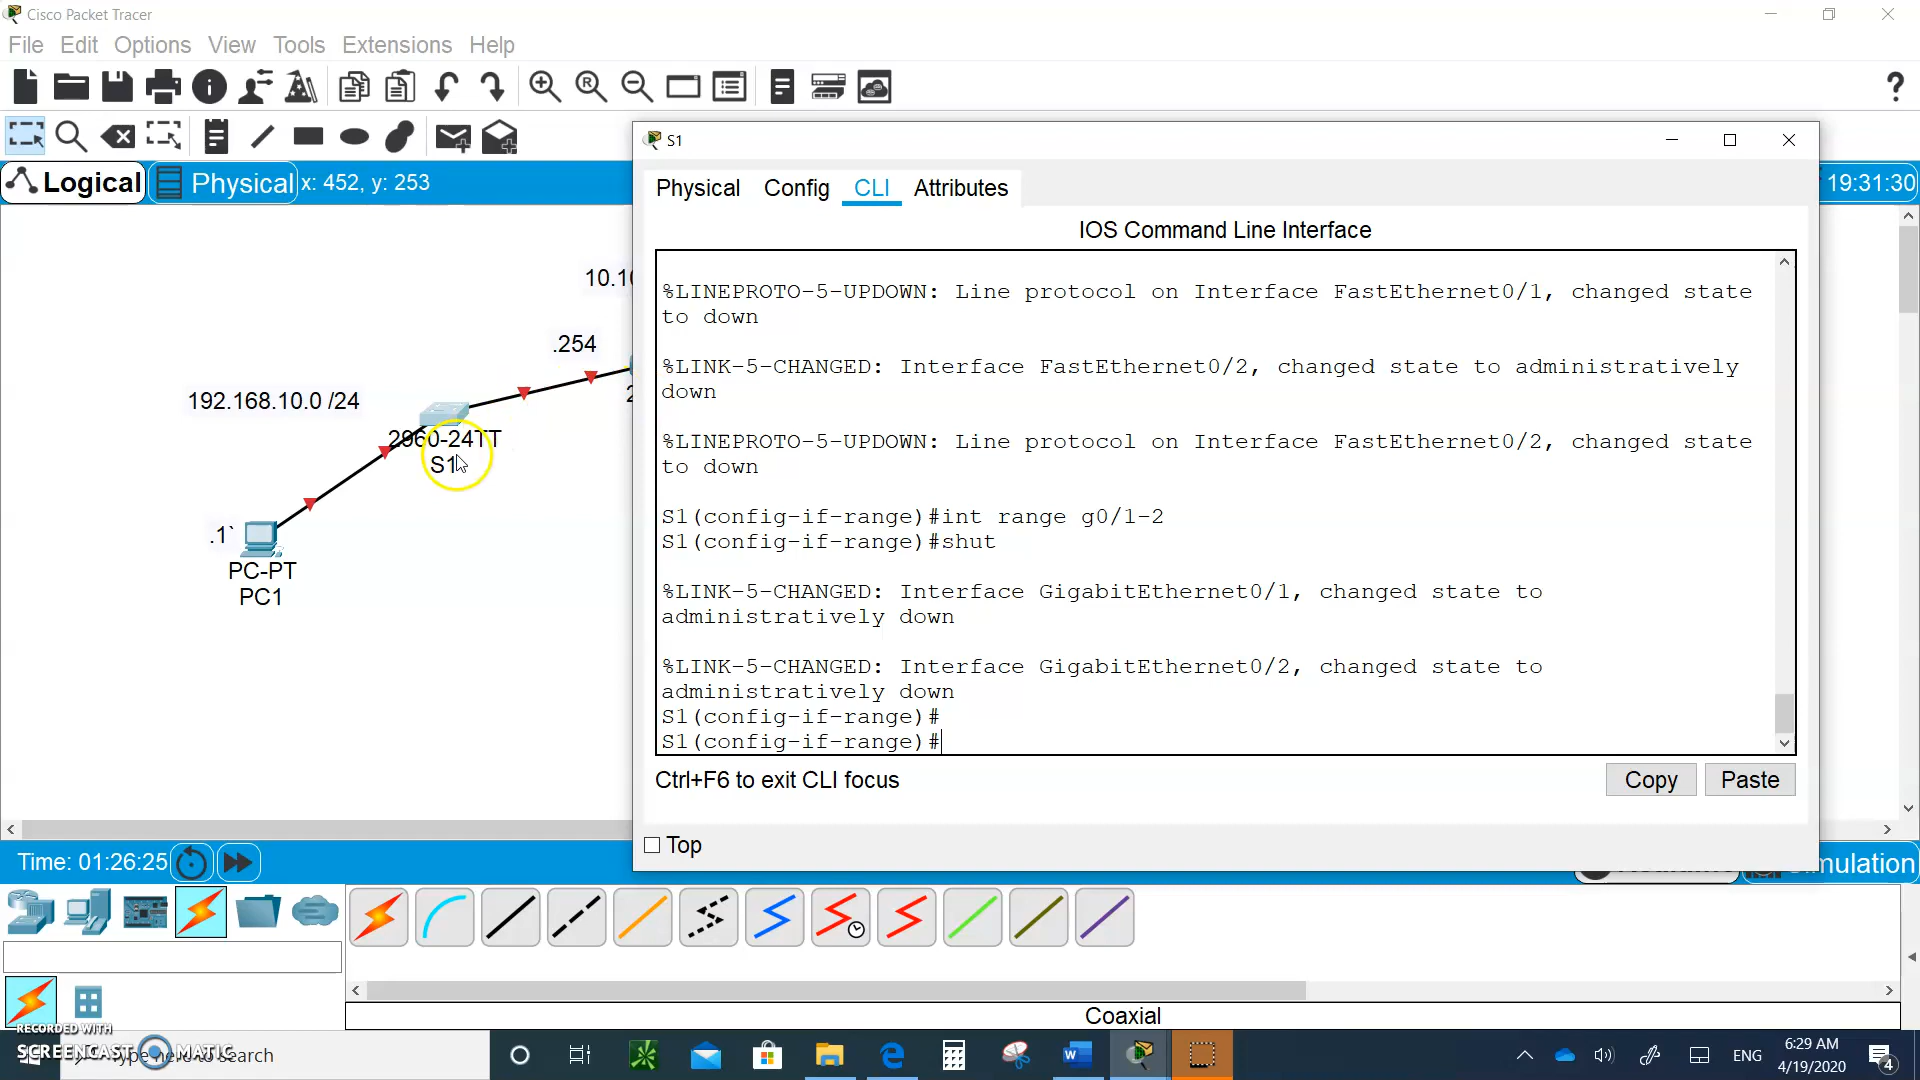 Cisco Packet Tracer
File Edit Options View Tools Extensions Help
?
S1
Logical Physical x: 452, y: 253
19:31:30
Physical Config CLI Attributes
IOS Command Line Interface
10.10
.254
192.168.10.0 /24
2960-24TT
S1
2
.1`
PC-PT
PC1
%LINEPROTO-5-UPDOWN: Line protocol on Interface FastEthernet0/1, changed state
to down
%LINK-5-CHANGED: Interface FastEthernet0/2, changed state to administratively
down
%LINEPROTO-5-UPDOWN: Line protocol on Interface FastEthernet0/2, changed state
to down
S1(config-if-range)#int range g0/1-2
S1(config-if-range)#shut
%LINK-5-CHANGED: Interface GigabitEthernet0/1, changed state to
administratively down
%LINK-5-CHANGED: Interface GigabitEthernet0/2, changed state to
administratively down
S1(config-if-range)#
S1(config-if-range)#
Ctrl+F6 to exit CLI focus
Copy Paste
Top
Time: 01:26:25
mulation
Coaxial
RECORDED WITH
SCREENCAST MATIC
here to search
ENG
6:29 AM
4/19/2020
4